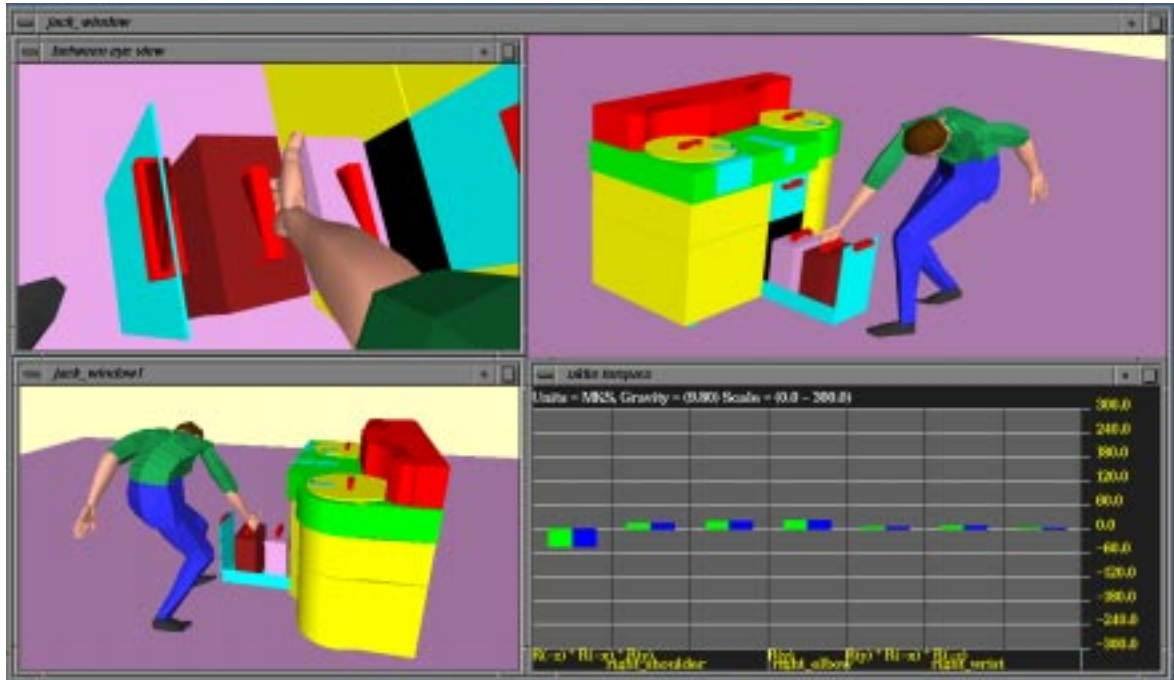 jack_window
between eye view
jack_window1
torques
Units = MKS, Gravity = (9.80) Scale = (0.0 - 300.0)
300.0
240.0
180.0
120.0
60.0
0.0
-60.0
-120.0
-180.0
-240.0
-300.0
R(-z) * R(-x) * R(y) R(y) R(y) * R(-x) * R(-z)
right_shoulder right_elbow right_wrist